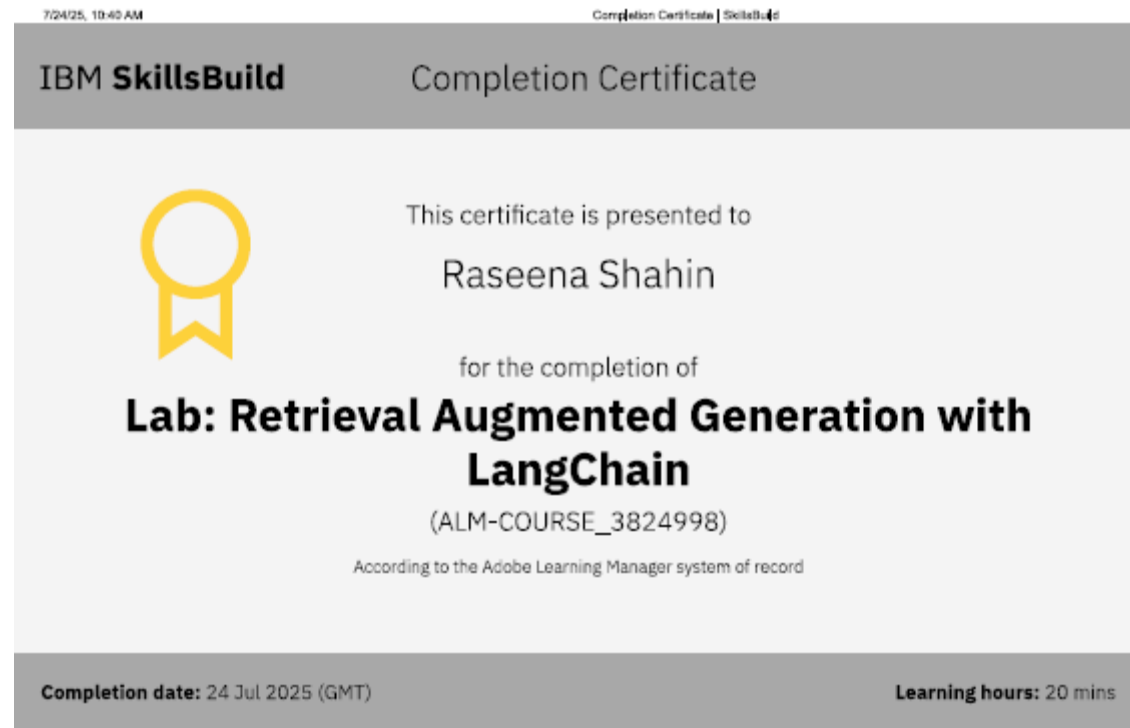 7/24/25, 10:40 AM Completion Certificate | SkillsBuild
IBM SkillsBuild Completion Certificate
This certificate is presented to
Raseena Shahin
for the completion of
Lab: Retrieval Augmented Generation with
LangChain
(ALM-COURSE_3824998)
According to the Adobe Learning Manager system of record
Completion date: 24 Jul 2025 (GMT) Learning hours: 20 mins